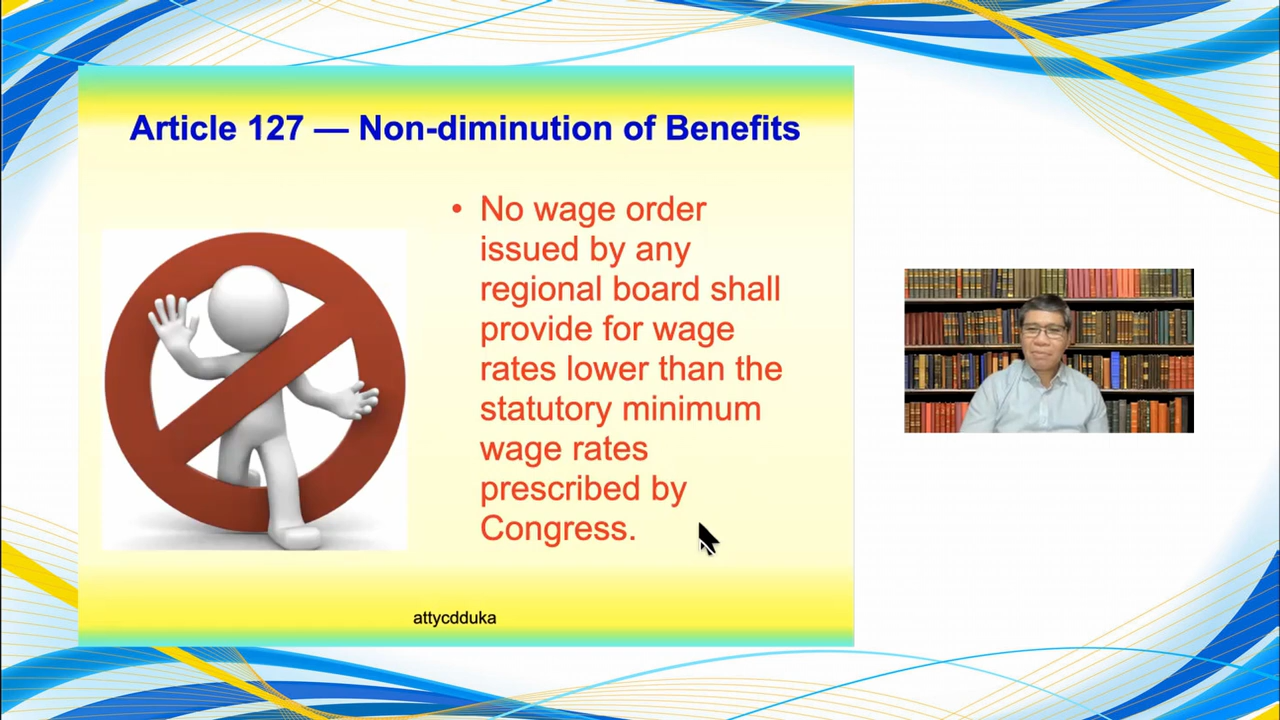 Article 127 — Non-diminution of Benefits
• No wage order
issued by any
regional board shall
provide for wage
rates lower than the
statutory minimum
wage rates
prescribed by
Congress.
attycdduka